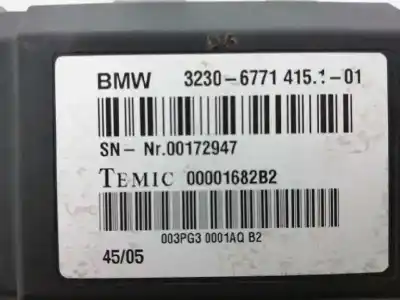 BMW 3230-6771 415.1-01
SN- Nr.00172947
TEMIC 00001682B2
003PG3 0001AQ B2
45/05